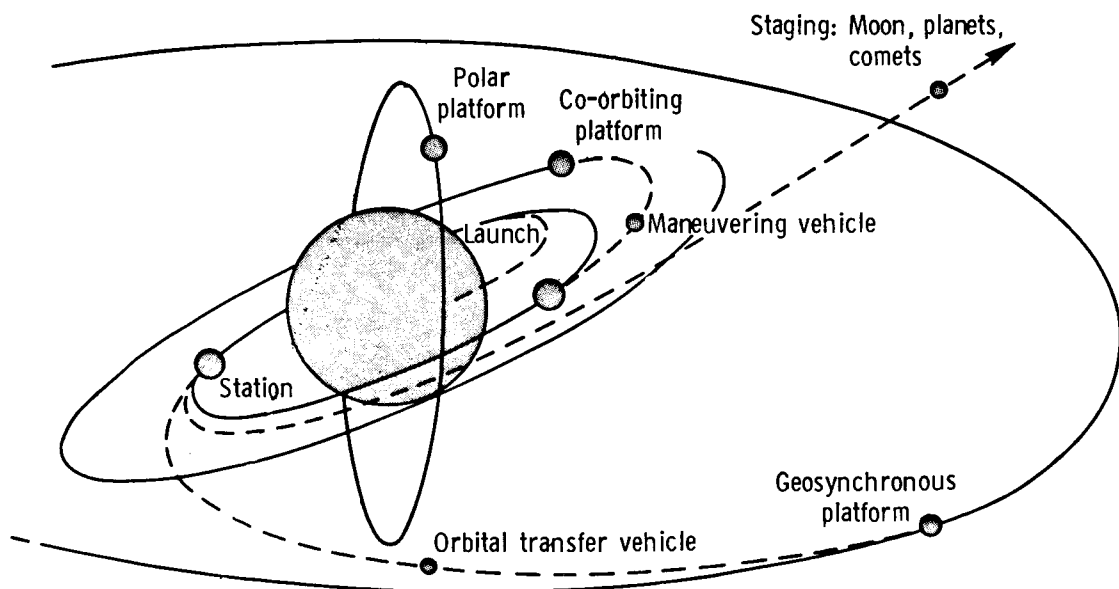 Staging: Moon, planets,
comets
Polar
platform
Co-orbiting
platform
Launch
Maneuvering vehicle
Station
Geosynchronous
platform
Orbital transfer vehicle